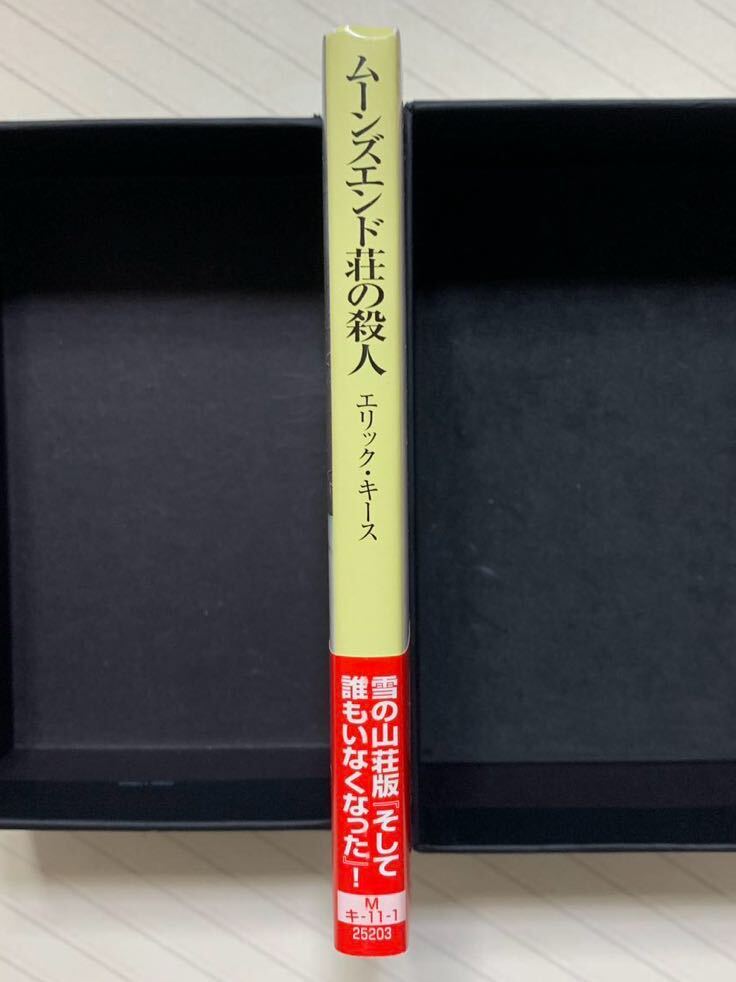 ムーンズエンド荘の殺人
エリック・キース
雪の山荘版『そして
誰もいなくなった』!
M
キ-11-1
25203